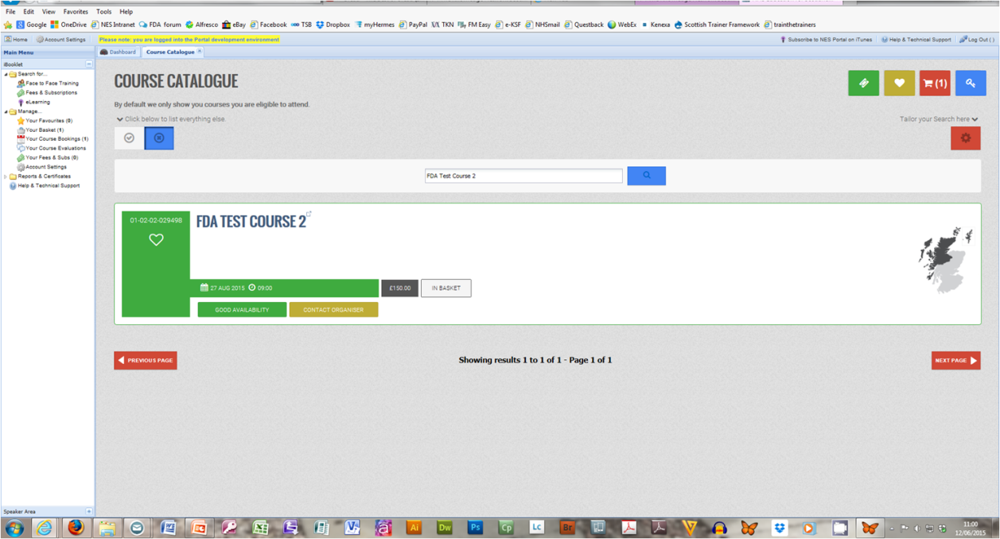 File Edit View Favorites Tools Help
Google OneDrive NES Intranet FDA forum Alfresco eBay Facebook TSB Dropbox myHermes PayPal TKN FM Easy e-KSF NHSmail Questback WebEx Kenexa Scottish Trainer Framework trainthetrainers
Home Account Settings Please note: you are logged into the Portal development environment Subscribe to NES Portal on iTunes Help & Technical Support Log Out ( )
Main Menu Dashboard Course Catalogue
iBooklet
Search for...
Face to Face Training
Fees & Subscriptions
eLearning
Manage...
Your Favourites (0)
Your Basket (1)
Your Course Bookings (1)
Your Course Evaluations
Your Fees & Subs (0)
Account Settings
Reports & Certificates
Help & Technical Support
COURSE CATALOGUE
(1)
By default we only show you courses you are eligible to attend.
Click below to list everything else.
Tailor your Search here
FDA Test Course 2
01-02-02-029498
FDA TEST COURSE 2
27 AUG 2015 09:00 £150.00 IN BASKET
GOOD AVAILABILITY CONTACT ORGANISER
PREVIOUS PAGE Showing results 1 to 1 of 1 - Page 1 of 1 NEXT PAGE
Speaker Area
Ai Dw Ps Cp LC Br
11:00
12/06/2015